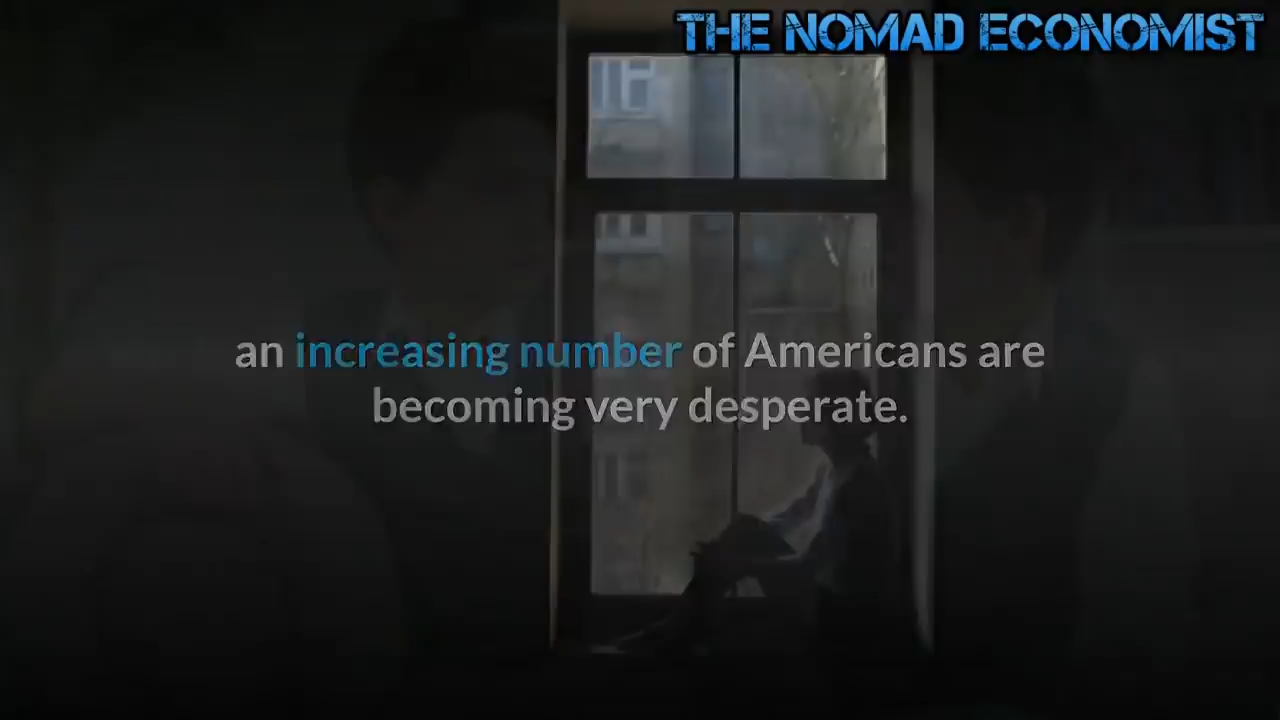 THE NOMAD ECONOMIST
an increasing number of Americans are
becoming very desperate.